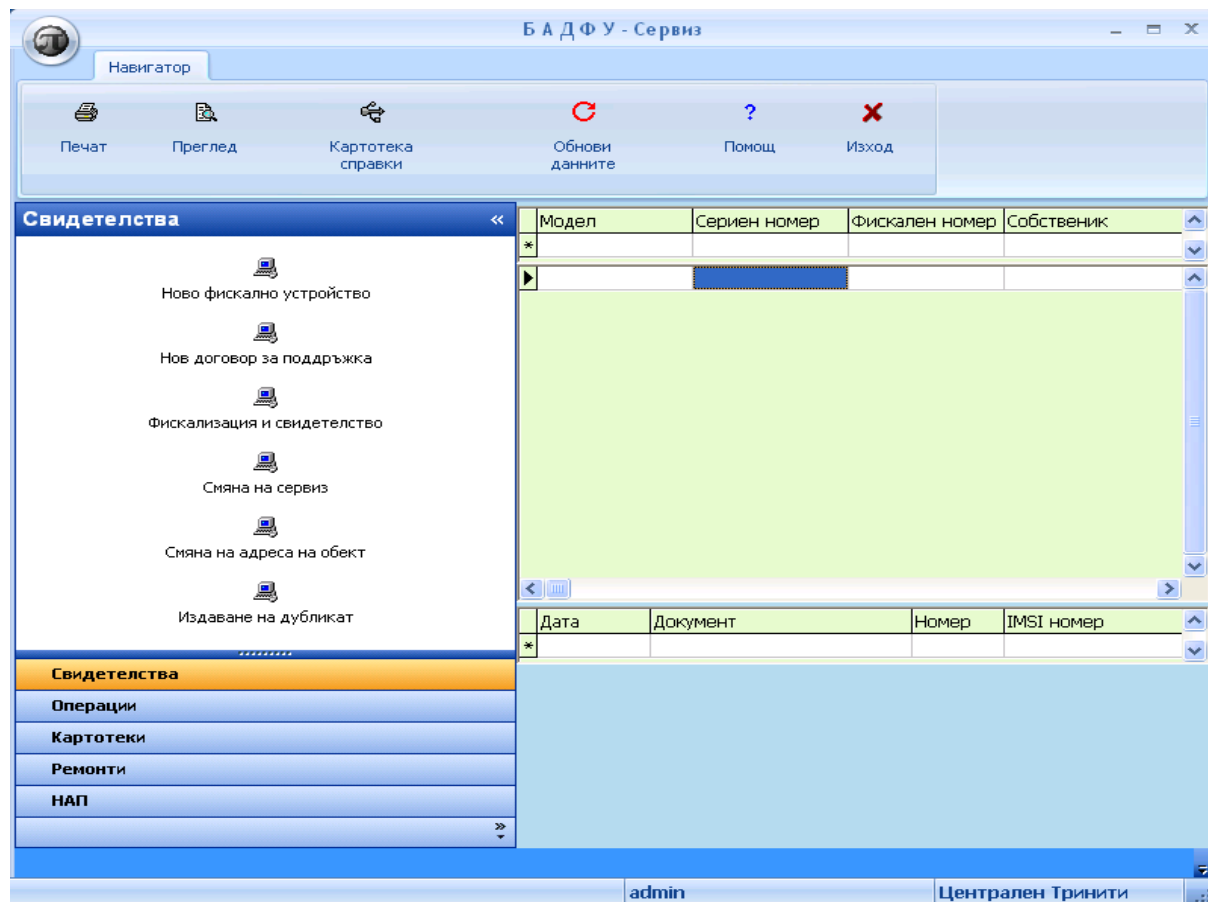 Б А Д Ф У - Сервиз
Навигатор
Печат
Преглед
Картотека
справки
Обнови
данните
?
Помощ
Изход
Свидетелства «
Ново фискално устройство
Нов договор за поддръжка
Фискализация и свидетелство
Смяна на сервиз
Смяна на адреса на обект
Издаване на дубликат
Свидетелства
Операции
Картотеки
Ремонти
НАП
»
Модел Сериен номер Фискален номер Собственик
*
Дата Документ Номер IMSI номер
*
admin Централен Тринити